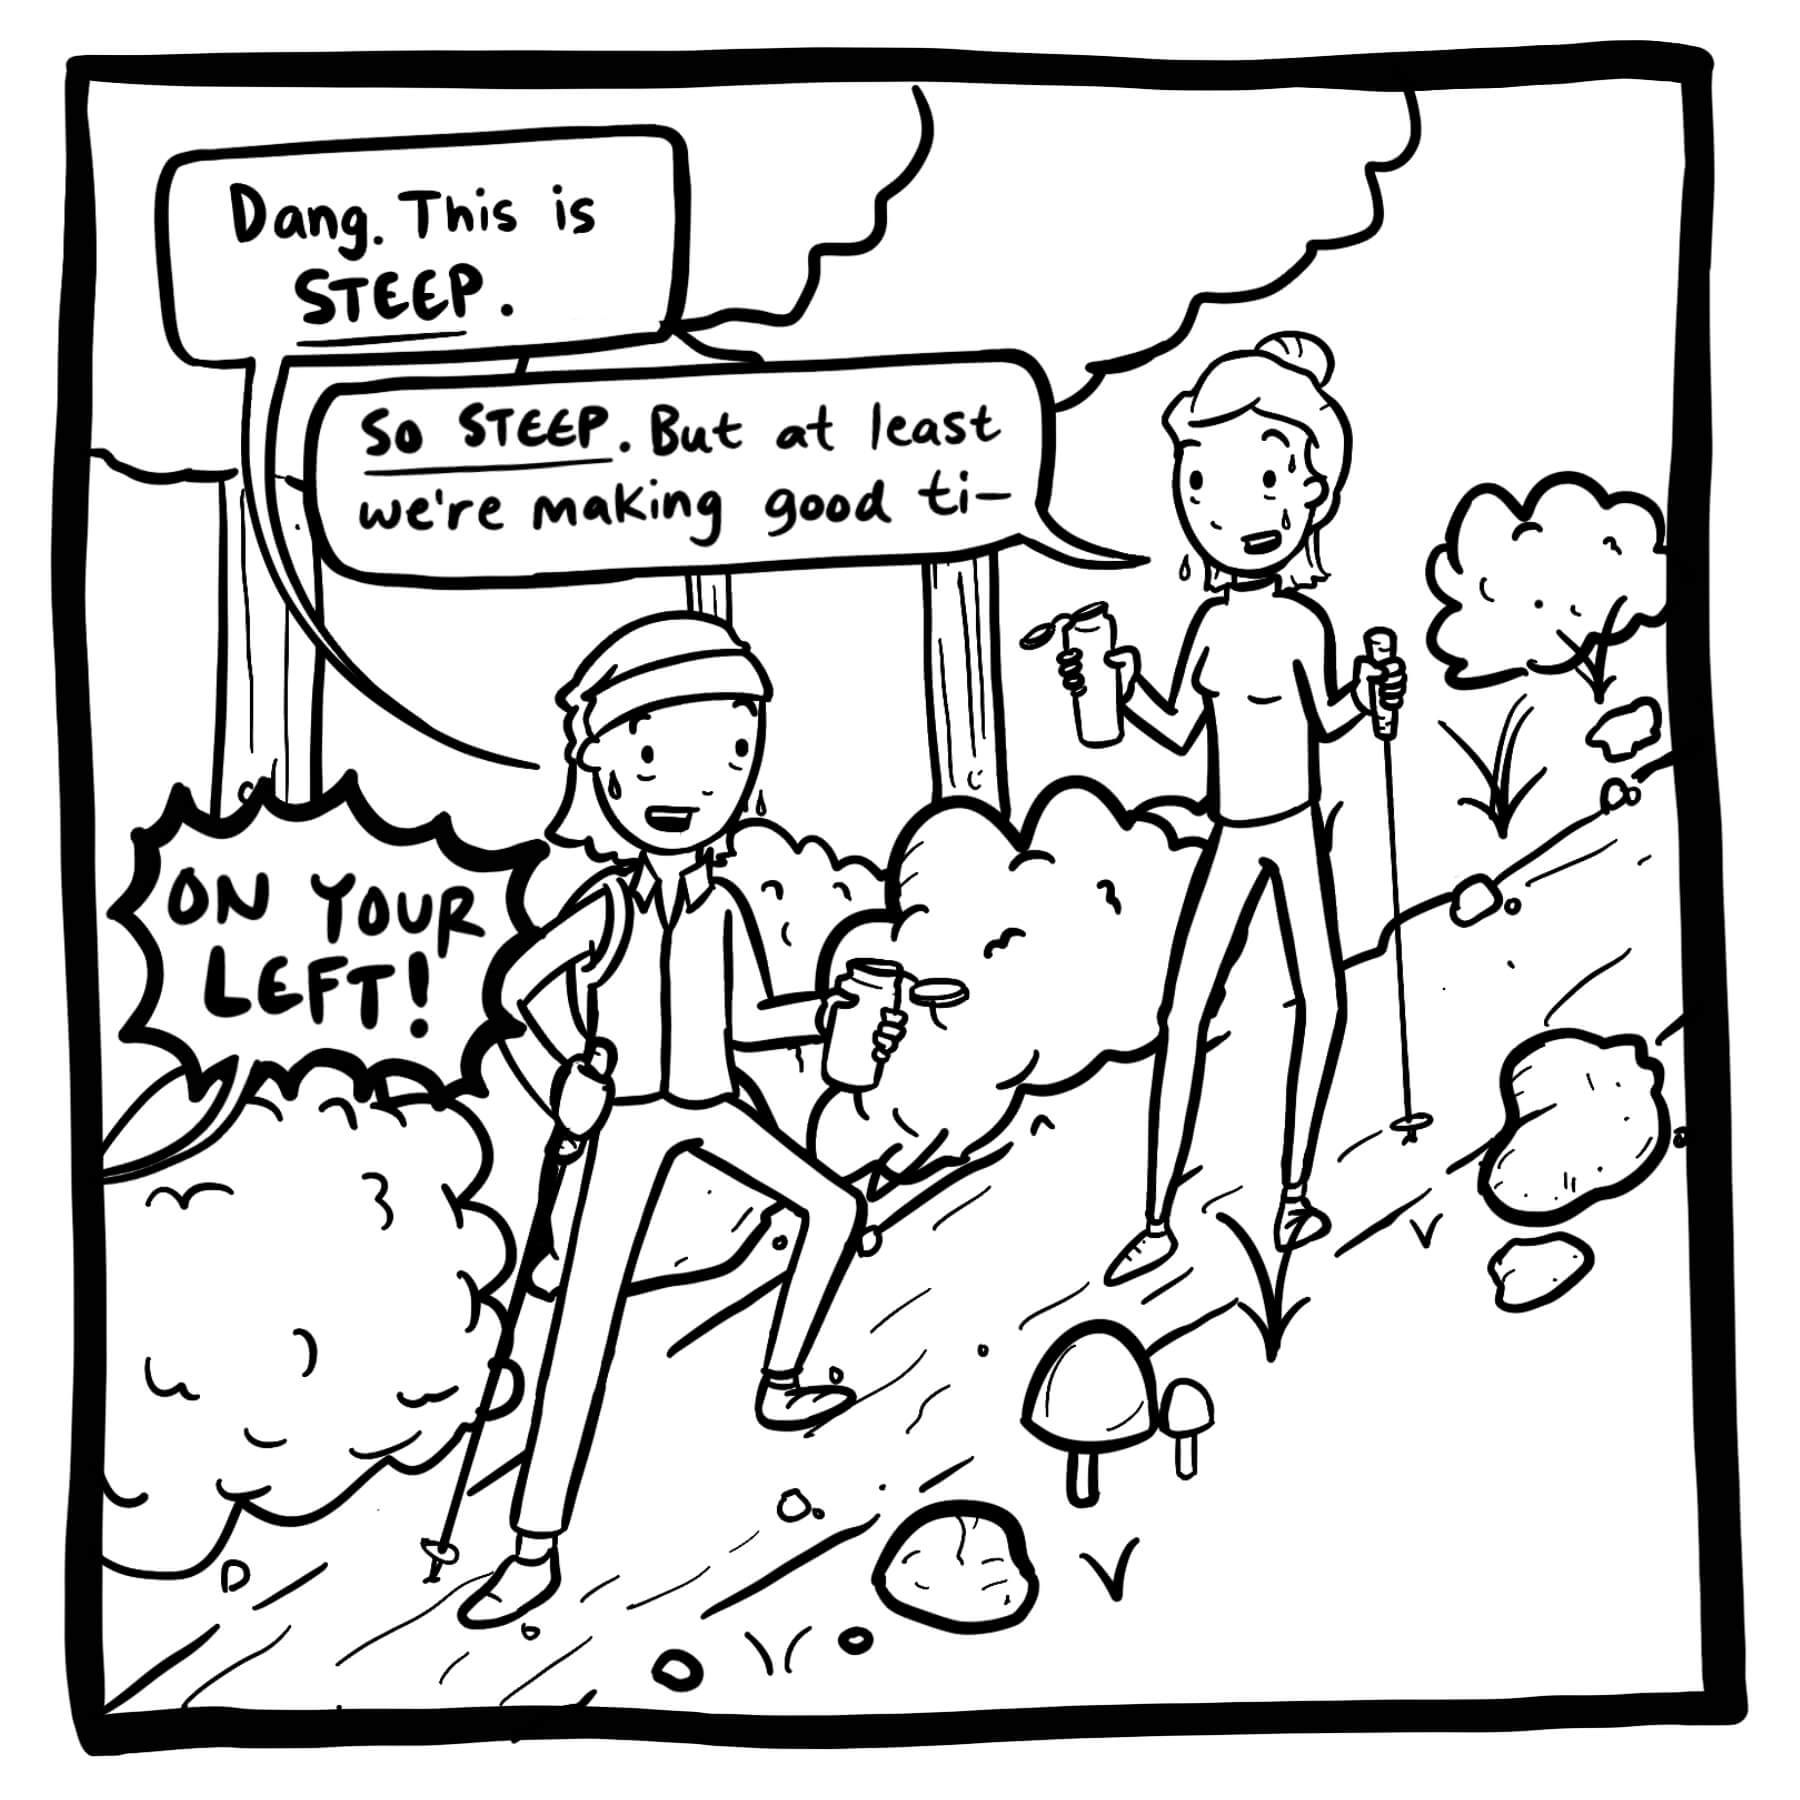 Dang. This is
STEEP.
SO STEEP. But at least
we're making good ti—
ON YOUR
LEFT!